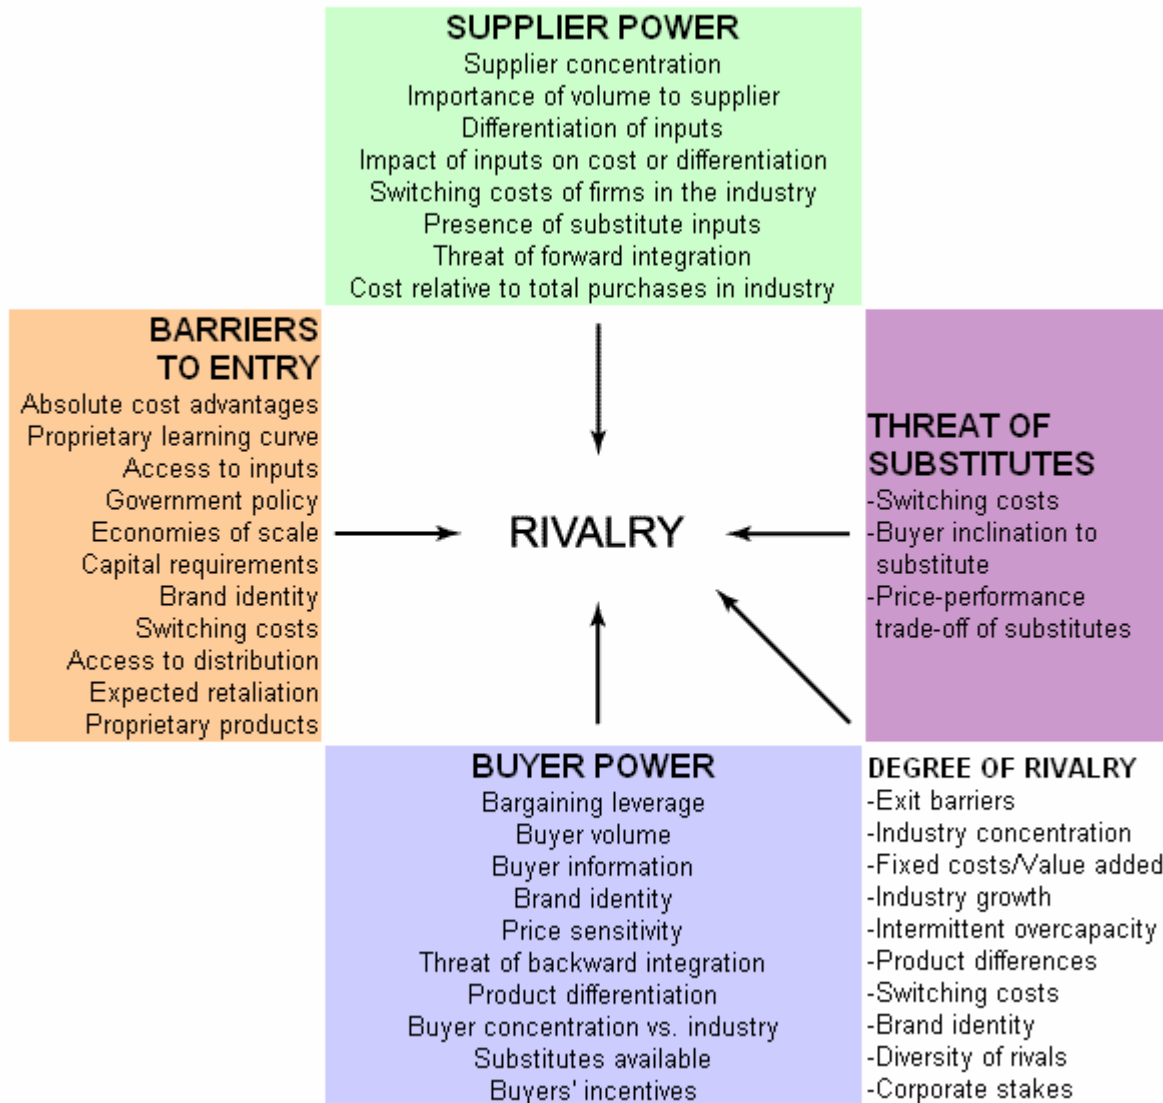 SUPPLIER POWER
Supplier concentration
Importance of volume to supplier
Differentiation of inputs
Impact of inputs on cost or differentiation
Switching costs of firms in the industry
Presence of substitute inputs
Threat of forward integration
Cost relative to total purchases in industry
BARRIERS
TO ENTRY
Absolute cost advantages
Proprietary learning curve
Access to inputs
Government policy
Economies of scale
Capital requirements
Brand identity
Switching costs
Access to distribution
Expected retaliation
Proprietary products
RIVALRY
THREAT OF
SUBSTITUTES
-Switching costs
-Buyer inclination to
substitute
-Price-performance
trade-off of substitutes
BUYER POWER
Bargaining leverage
Buyer volume
Buyer information
Brand identity
Price sensitivity
Threat of backward integration
Product differentiation
Buyer concentration vs. industry
Substitutes available
Buyers' incentives
DEGREE OF RIVALRY
-Exit barriers
-Industry concentration
-Fixed costs/Value added
-Industry growth
-Intermittent overcapacity
-Product differences
-Switching costs
-Brand identity
-Diversity of rivals
-Corporate stakes